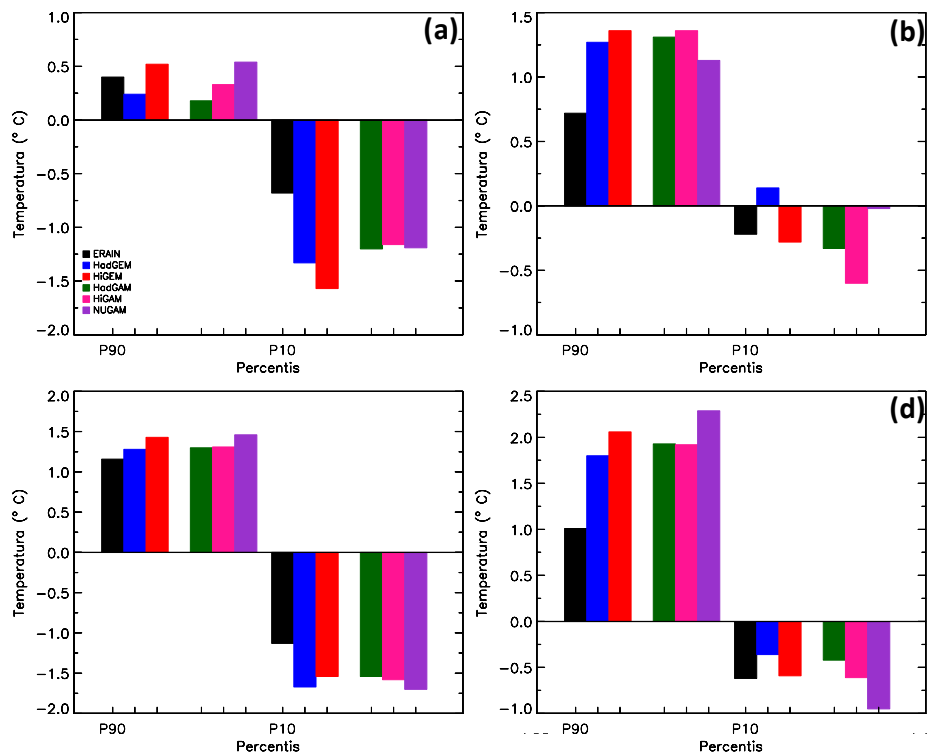 (a)
1.0
0.5
0.0
−0.5
−1.0
−1.5
−2.0
Temperatura (° C)
ERAIN
HadGEM
HiGEM
HadGAM
HiGAM
NUGAM
P90 P10
Percentis
(b)
1.5
1.0
0.5
0.0
−0.5
−1.0
Temperatura (° C)
P90 P10
Percentis
2.0
1.5
1.0
0.5
0.0
−0.5
−1.0
−1.5
−2.0
Temperatura (° C)
P90 P10
Percentis
(d)
2.5
2.0
1.5
1.0
0.5
0.0
−0.5
−1.0
Temperatura (° C)
P90 P10
Percentis